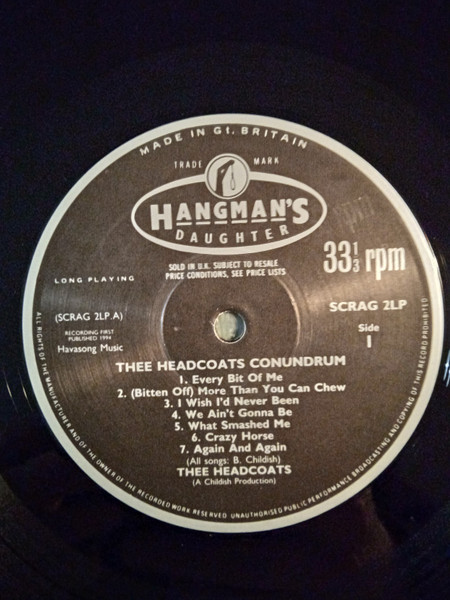 MADE IN Gt. BRITAIN
TRADE MARK
HANGMAN'S
DAUGHTER
SOLD IN U.K. SUBJECT TO RESALE
PRICE CONDITIONS, SEE PRICE LISTS
33 1/3 rpm
LONG PLAYING
(SCRAG 2LP.A)
RECORDING FIRST
PUBLISHED 1994
Havasong Music
SCRAG 2LP
Side
1
THEE HEADCOATS CONUNDRUM
1. Every Bit Of Me
2. (Bitten Off) More Than You Can Chew
3. I Wish I'd Never Been
4. We Ain't Gonna Be
5. What Smashed Me
6. Crazy Horse
7. Again And Again
(All songs: B. Childish)
THEE HEADCOATS
(A Childish Production)
ALL RIGHTS OF THE MANUFACTURER AND OF THE OWNER OF THE RECORDED WORK RESERVED UNAUTHORISED PUBLIC PERFORMANCE BROADCASTING AND COPYING OF THIS RECORD PROHIBITED